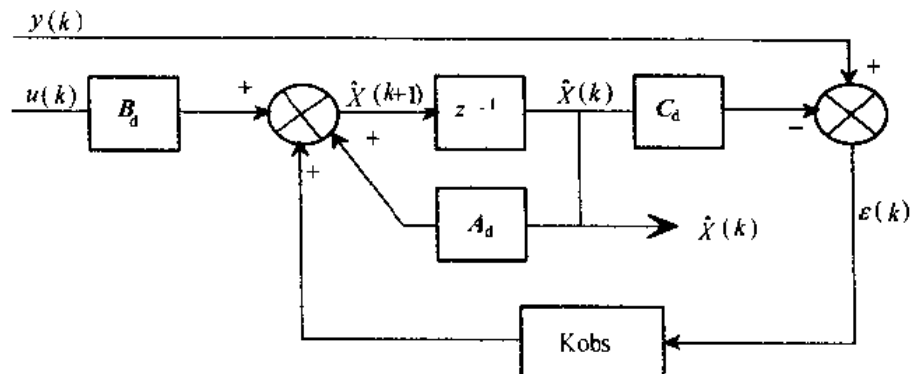 y(k)
+
u(k) B_d + X̂(k+1) z⁻¹ X̂(k) C_d −
+
+
A_d X̂(k) ε(k)
Kobs